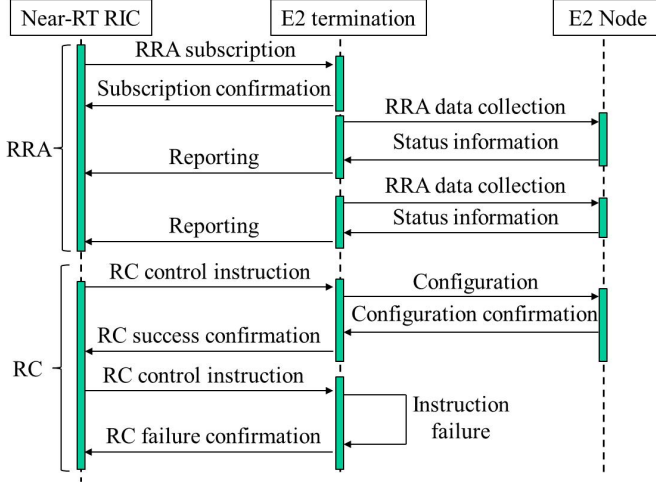 Near-RT RIC
E2 termination
E2 Node
RRA subscription
Subscription confirmation
RRA data collection
Status information
RRA
Reporting
RRA data collection
Status information
Reporting
RC control instruction
Configuration
Configuration confirmation
RC success confirmation
RC
RC control instruction
Instruction
failure
RC failure confirmation